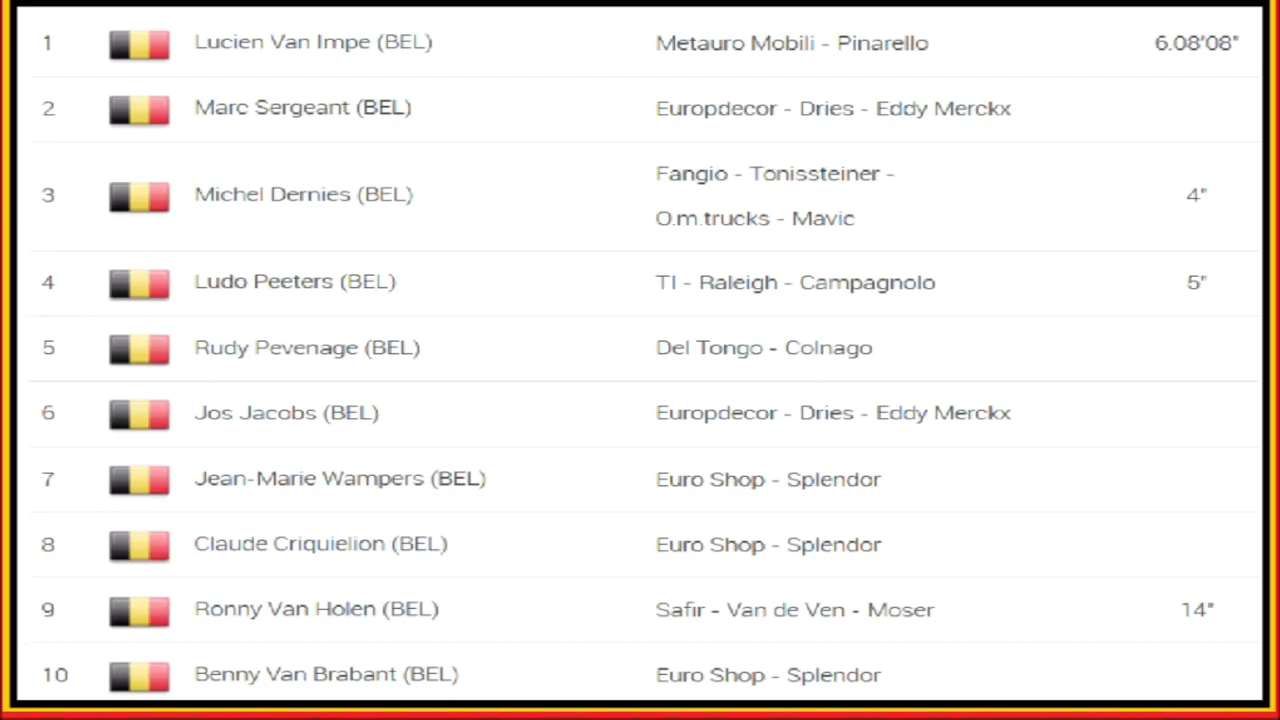 1 Lucien Van Impe (BEL) Metauro Mobili - Pinarello 6.08'08"
2 Marc Sergeant (BEL) Europdecor - Dries - Eddy Merckx
3 Michel Dernies (BEL) Fangio - Tonissteiner -
O.m.trucks - Mavic 4"
4 Ludo Peeters (BEL) TI - Raleigh - Campagnolo 5"
5 Rudy Pevenage (BEL) Del Tongo - Colnago
6 Jos Jacobs (BEL) Europdecor - Dries - Eddy Merckx
7 Jean-Marie Wampers (BEL) Euro Shop - Splendor
8 Claude Criquielion (BEL) Euro Shop - Splendor
9 Ronny Van Holen (BEL) Safir - Van de Ven - Moser 14"
10 Benny Van Brabant (BEL) Euro Shop - Splendor